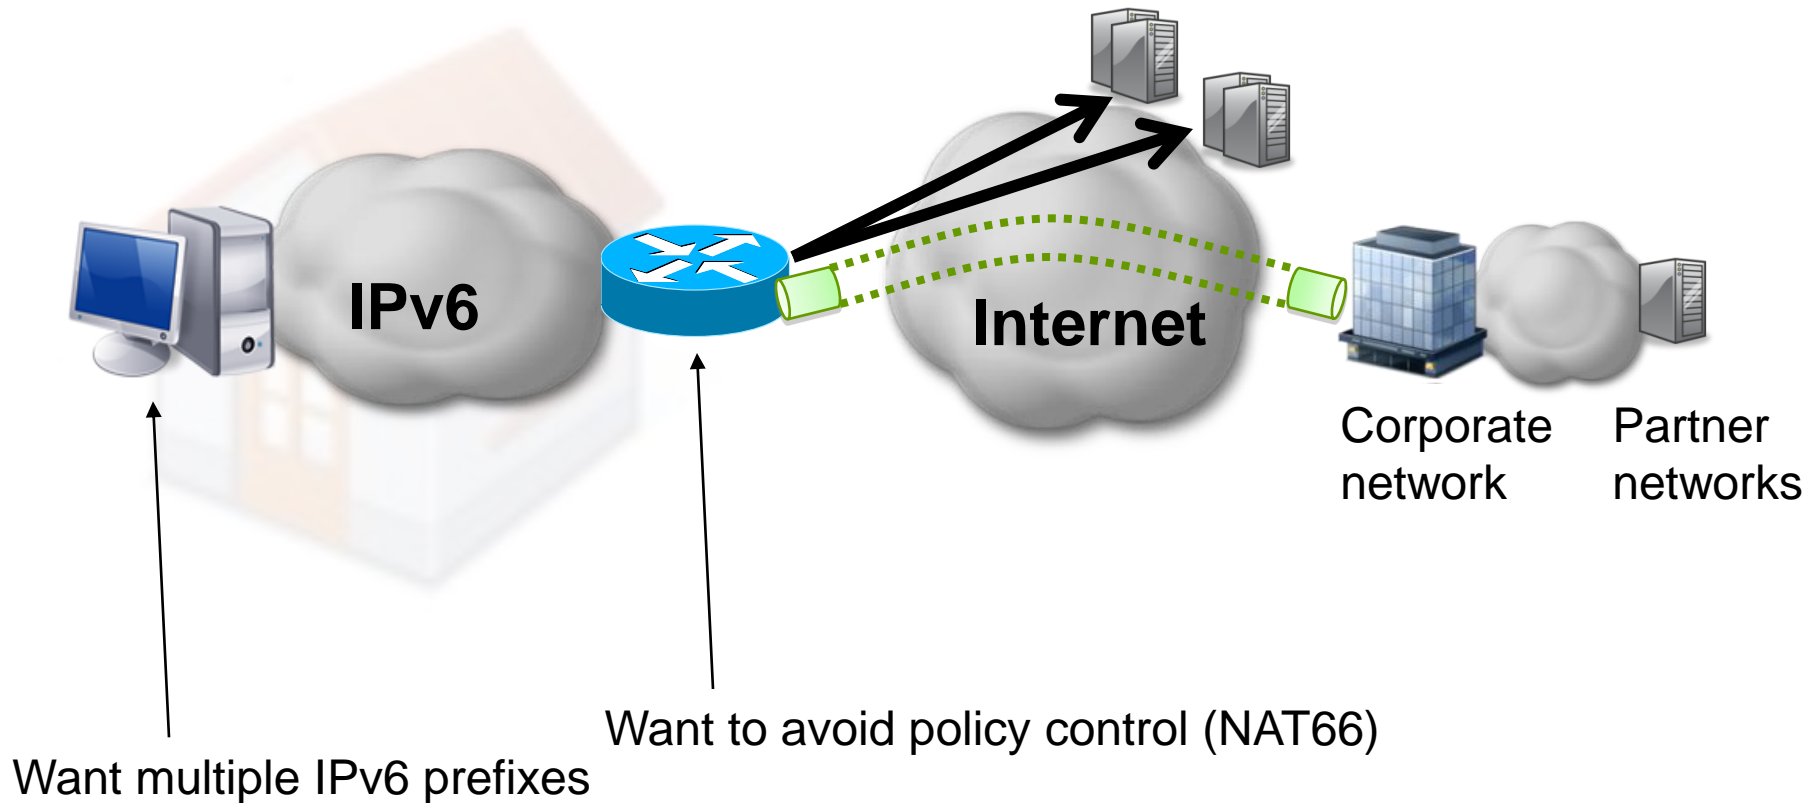 IPv6
Internet
Corporate
network
Partner
networks
Want to avoid policy control (NAT66)
Want multiple IPv6 prefixes